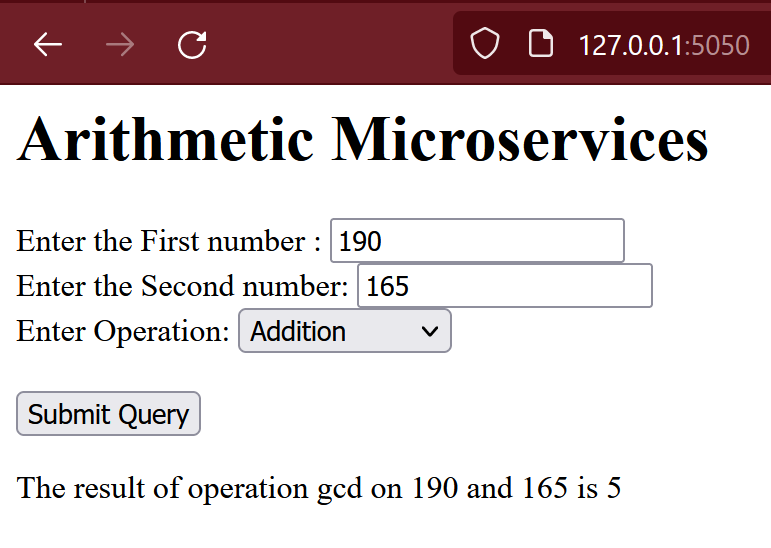 127.0.0.1:5050
Arithmetic Microservices
Enter the First number : 190
Enter the Second number: 165
Enter Operation: Addition
Submit Query
The result of operation gcd on 190 and 165 is 5